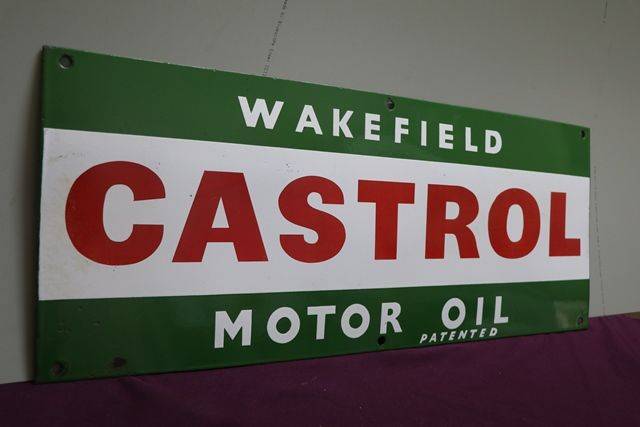 WAKEFIELD
CASTROL
MOTOR OIL
PATENTED